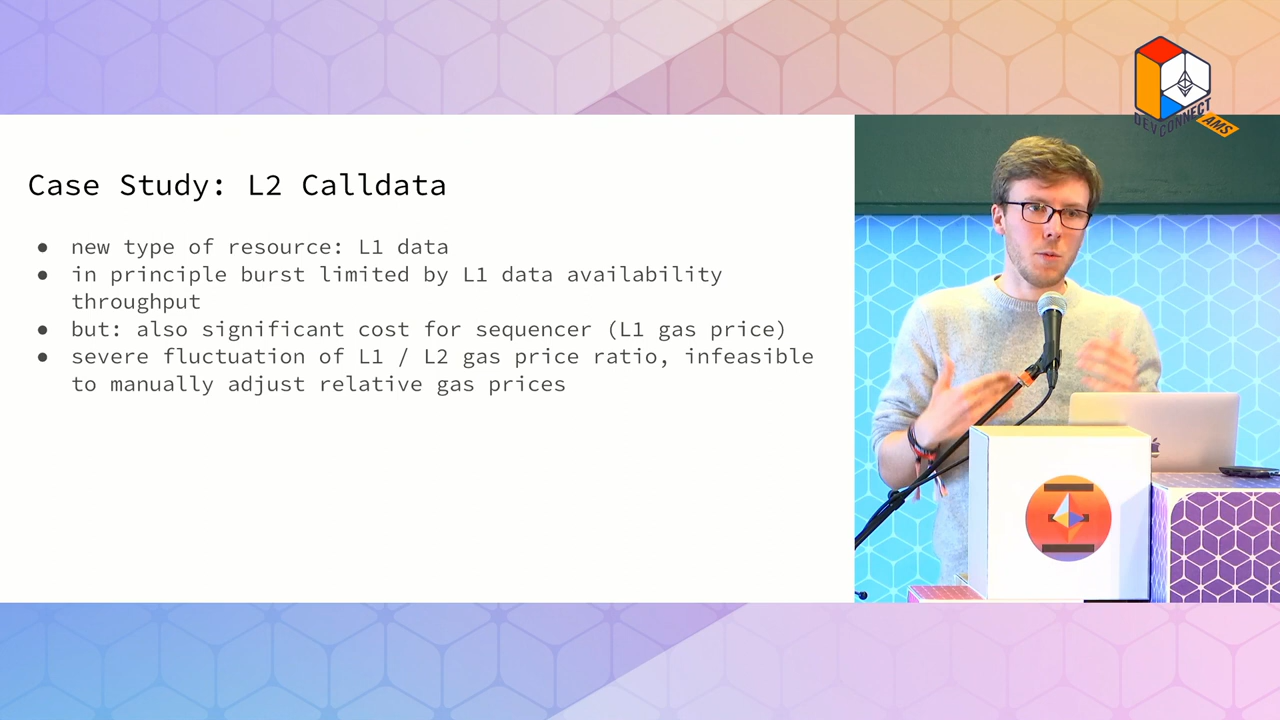 DEVCONNECT
AMS
Case Study: L2 Calldata
● new type of resource: L1 data
● in principle burst limited by L1 data availability
throughput
● but: also significant cost for sequencer (L1 gas price)
● severe fluctuation of L1 / L2 gas price ratio, infeasible
to manually adjust relative gas prices